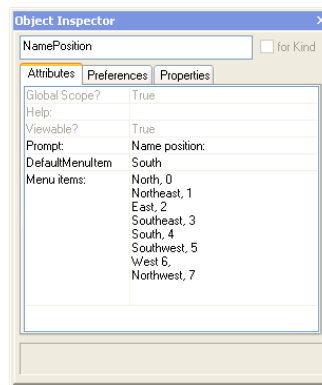 Object Inspector
NamePosition
for Kind
Attributes Preferences Properties
Global Scope? True
Help:
Viewable? True
Prompt: Name position:
DefaultMenuItem South
Menu items: North, 0
Northeast, 1
East, 2
Southeast, 3
South, 4
Southwest, 5
West 6,
Northwest, 7